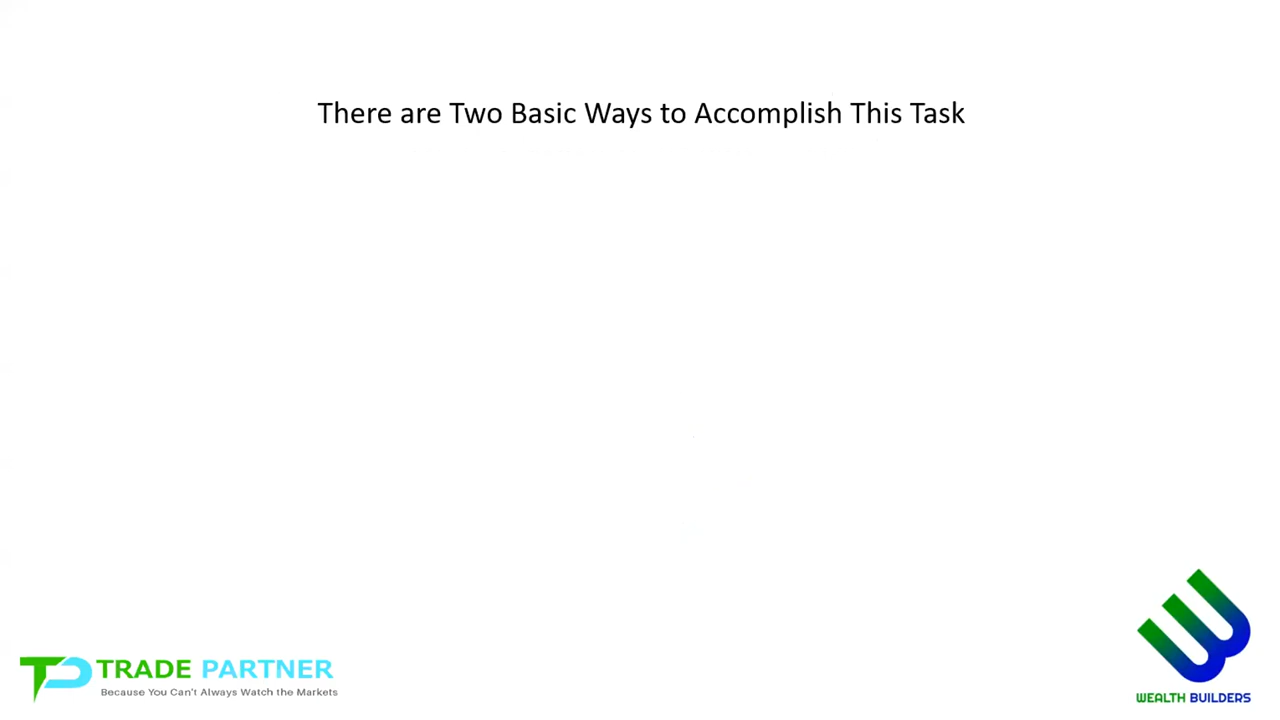 There are Two Basic Ways to Accomplish This Task
TRADE PARTNER
Because You Can't Always Watch the Markets
WEALTH BUILDERS